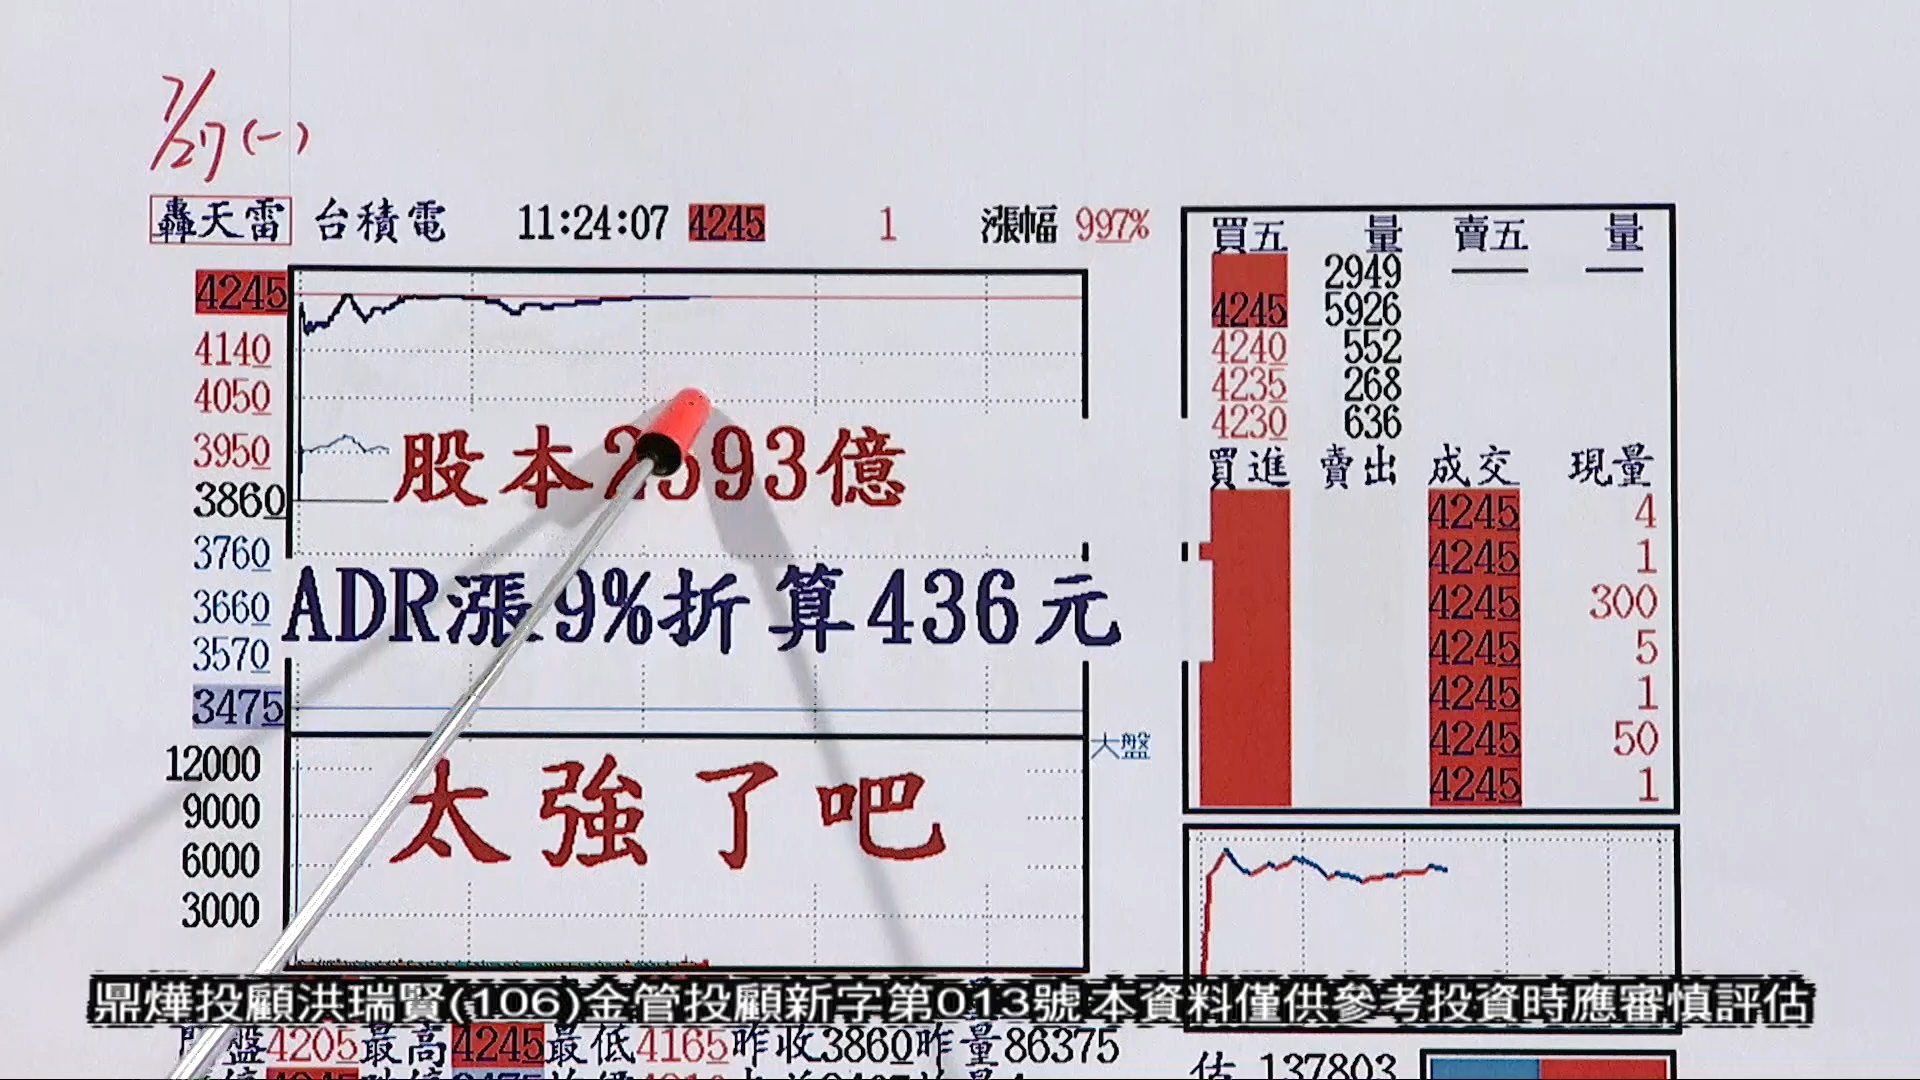 7/27(一)
轟天雷 台積電 11:24:07 4245 1 漲幅 997%
4245
4140
4050
3950
3860
3760
3660
3570
3475
股本2593億
ADR漲9%折算436元
大盤
12000
9000
6000
3000
太強了吧
買五 量 賣五 量
2949
4245 5926
4240 552
4235 268
4230 636
買進 賣出 成交 現量
4245 4
4245 1
4245 300
4245 5
4245 1
4245 50
4245 1
鼎燁投顧洪瑞賢(106)金管投顧新字第013號 本資料僅供參考投資時應審慎評估
盤4205最高4245最低4165昨收3860昨量86375
估 137803